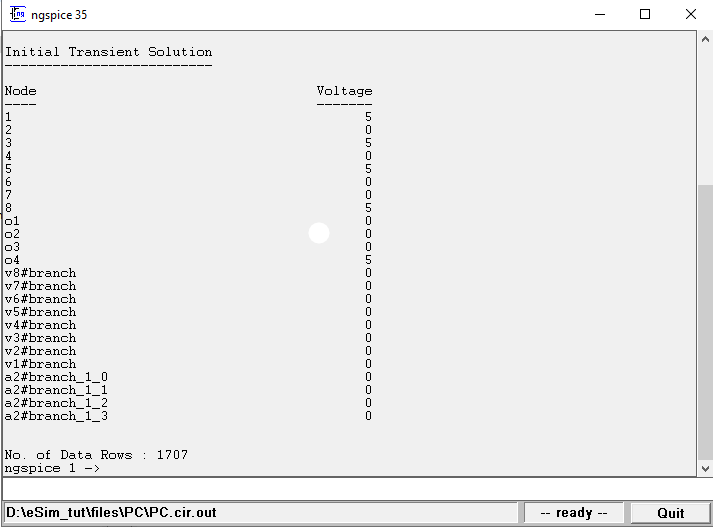 ngspice 35
Initial Transient Solution
--------------------------
Node Voltage
---- -------
1 5
2 0
3 5
4 0
5 5
6 0
7 0
8 5
o1 0
o2 0
o3 0
o4 5
v8#branch 0
v7#branch 0
v6#branch 0
v5#branch 0
v4#branch 0
v3#branch 0
v2#branch 0
v1#branch 0
a2#branch_1_0 0
a2#branch_1_1 0
a2#branch_1_2 0
a2#branch_1_3 0
No. of Data Rows : 1707
ngspice 1 ->
D:\eSim_tut\files\PC\PC.cir.out -- ready -- Quit